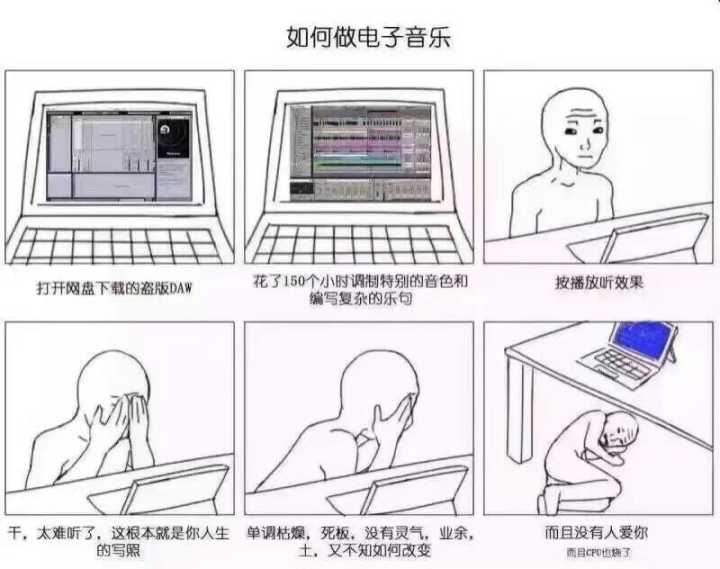 如何做电子音乐
打开网盘下载的盗版DAW
花了150个小时调制特别的音色和
编写复杂的乐句
按播放听效果
干，太难听了，这根本就是你人生
的写照
单调枯燥，死板，没有灵气，业余，
土，又不知如何改变
而且没有人爱你
而且CPU也烧了